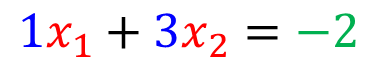 1x₁ + 3x₂ = −2